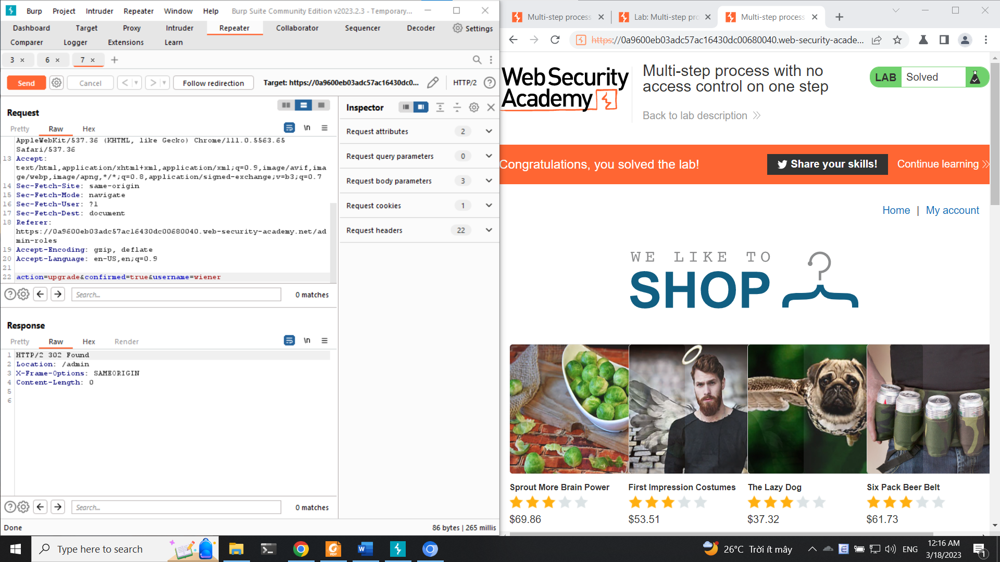 Burp Project Intruder Repeater Window Help Burp Suite Community Edition v2023.2.3 - Temporary...
Dashboard Target Proxy Intruder Repeater Collaborator Sequencer Decoder Settings
Comparer Logger Extensions Learn
3 × 6 × 7 × +
Send Cancel < > Follow redirection Target: https://0a9600eb03adc57ac16430dc0... HTTP/2 ?
Request
Pretty Raw Hex \n
AppleWebKit/537.36 (KHTML, like Gecko) Chrome/111.0.5563.65
Safari/537.36
13 Accept:
text/html,application/xhtml+xml,application/xml;q=0.9,image/avif,ima
ge/webp,image/apng,*/*;q=0.8,application/signed-exchange;v=b3;q=0.7
14 Sec-Fetch-Site: same-origin
15 Sec-Fetch-Mode: navigate
16 Sec-Fetch-User: ?1
17 Sec-Fetch-Dest: document
18 Referer:
https://0a9600eb03adc57ac16430dc00680040.web-security-academy.net/ad
min-roles
19 Accept-Encoding: gzip, deflate
20 Accept-Language: en-US,en;q=0.9
21
22 action=upgrade&confirmed=true&username=wiener
Search... 0 matches
Response
Pretty Raw Hex Render \n
1 HTTP/2 302 Found
2 Location: /admin
3 X-Frame-Options: SAMEORIGIN
4 Content-Length: 0
5
6
Search... 0 matches
Done 86 bytes | 265 millis
Inspector
Request attributes 2
Request query parameters 0
Request body parameters 3
Request cookies 1
Request headers 22
Multi-step process Lab: Multi-step pro Multi-step process
https://0a9600eb03adc57ac16430dc00680040.web-security-acade...
Web Security
Academy
Multi-step process with no
access control on one step
Back to lab description
LAB Solved
Congratulations, you solved the lab! Share your skills! Continue learning
Home | My account
WE LIKE TO
SHOP
Sprout More Brain Power First Impression Costumes The Lazy Dog Six Pack Beer Belt
$69.86 $53.51 $37.32 $61.73
Type here to search
PDF
26°C Trời ít mây ENG
12:16 AM
3/18/2023
1